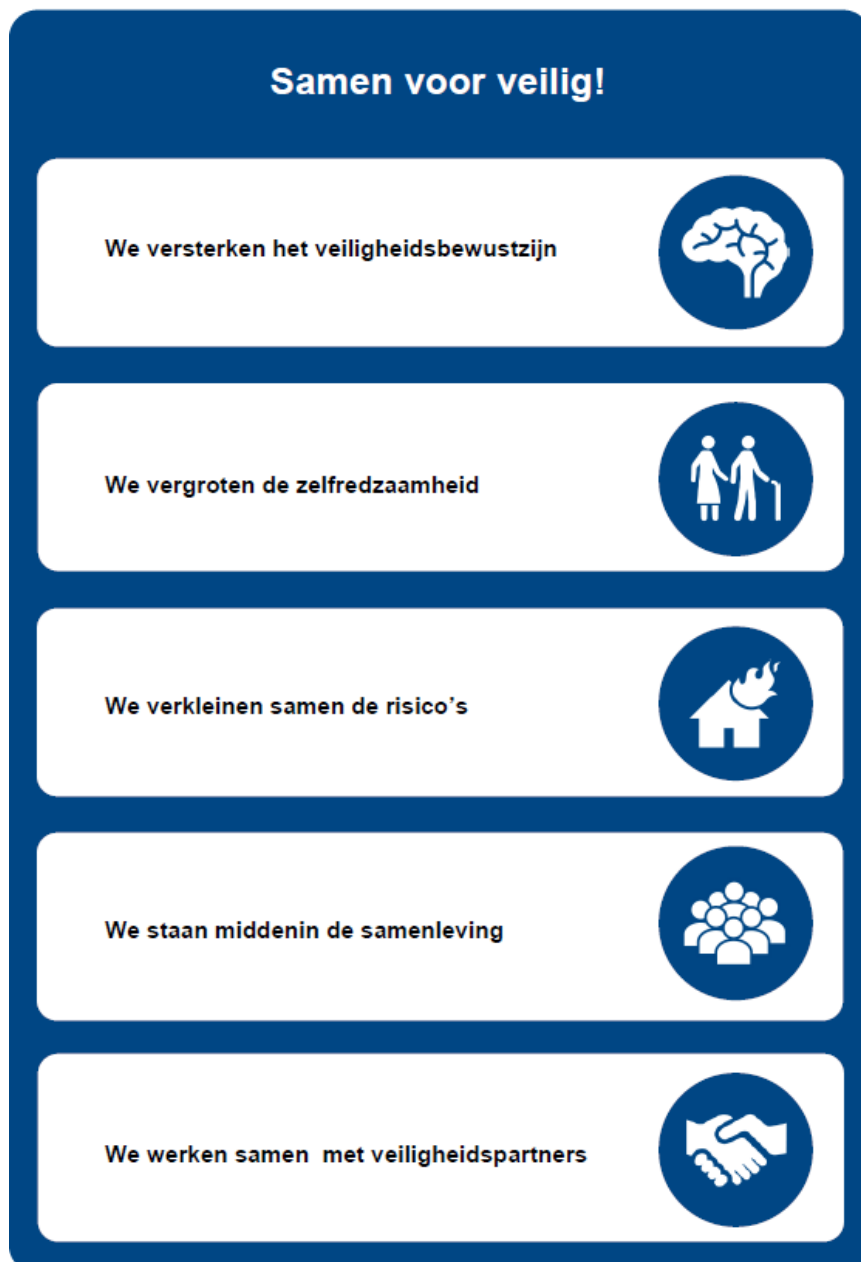 Samen voor veilig!
We versterken het veiligheidsbewustzijn
We vergroten de zelfredzaamheid
We verkleinen samen de risico’s
We staan middenin de samenleving
We werken samen  met veiligheidspartners